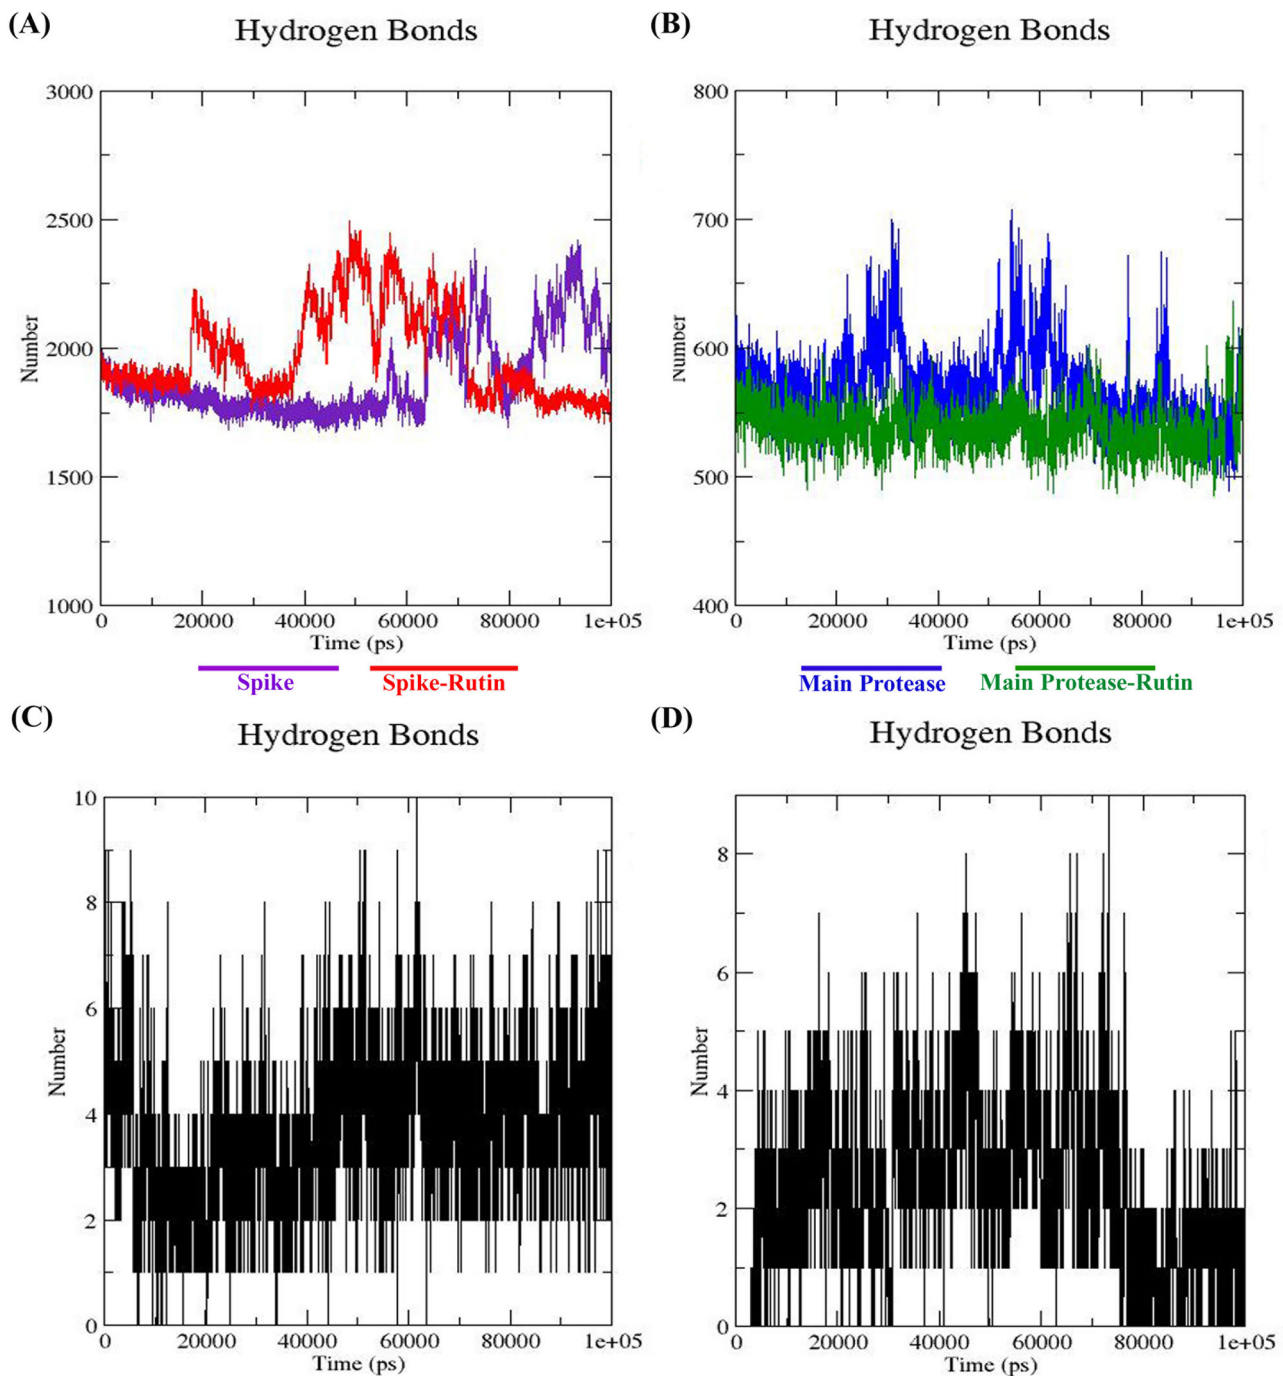 (A)
Hydrogen Bonds
3000
2500
2000
1500
1000
Number
0
20000
40000
60000
80000
1e+05
Time (ps)
Spike
Spike-Rutin
(B)
Hydrogen Bonds
800
700
600
500
400
Number
0
20000
40000
60000
80000
1e+05
Time (ps)
Main Protease
Main Protease-Rutin
(C)
Hydrogen Bonds
10
8
6
4
2
0
Number
0
20000
40000
60000
80000
1e+05
Time (ps)
(D)
Hydrogen Bonds
8
6
4
2
0
Number
0
20000
40000
60000
80000
1e+05
Time (ps)